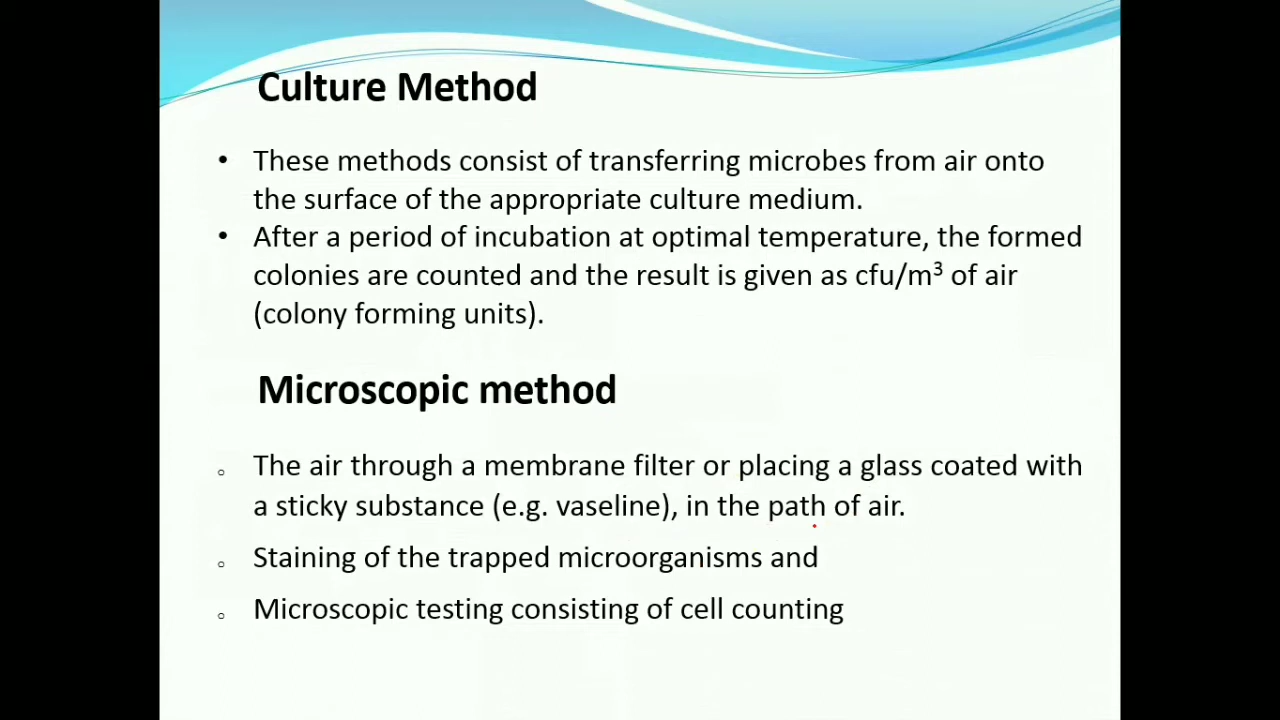 Culture Method
• These methods consist of transferring microbes from air onto
the surface of the appropriate culture medium.
• After a period of incubation at optimal temperature, the formed
colonies are counted and the result is given as cfu/m³ of air
(colony forming units).
Microscopic method
○ The air through a membrane filter or placing a glass coated with
a sticky substance (e.g. vaseline), in the path of air.
○ Staining of the trapped microorganisms and
○ Microscopic testing consisting of cell counting